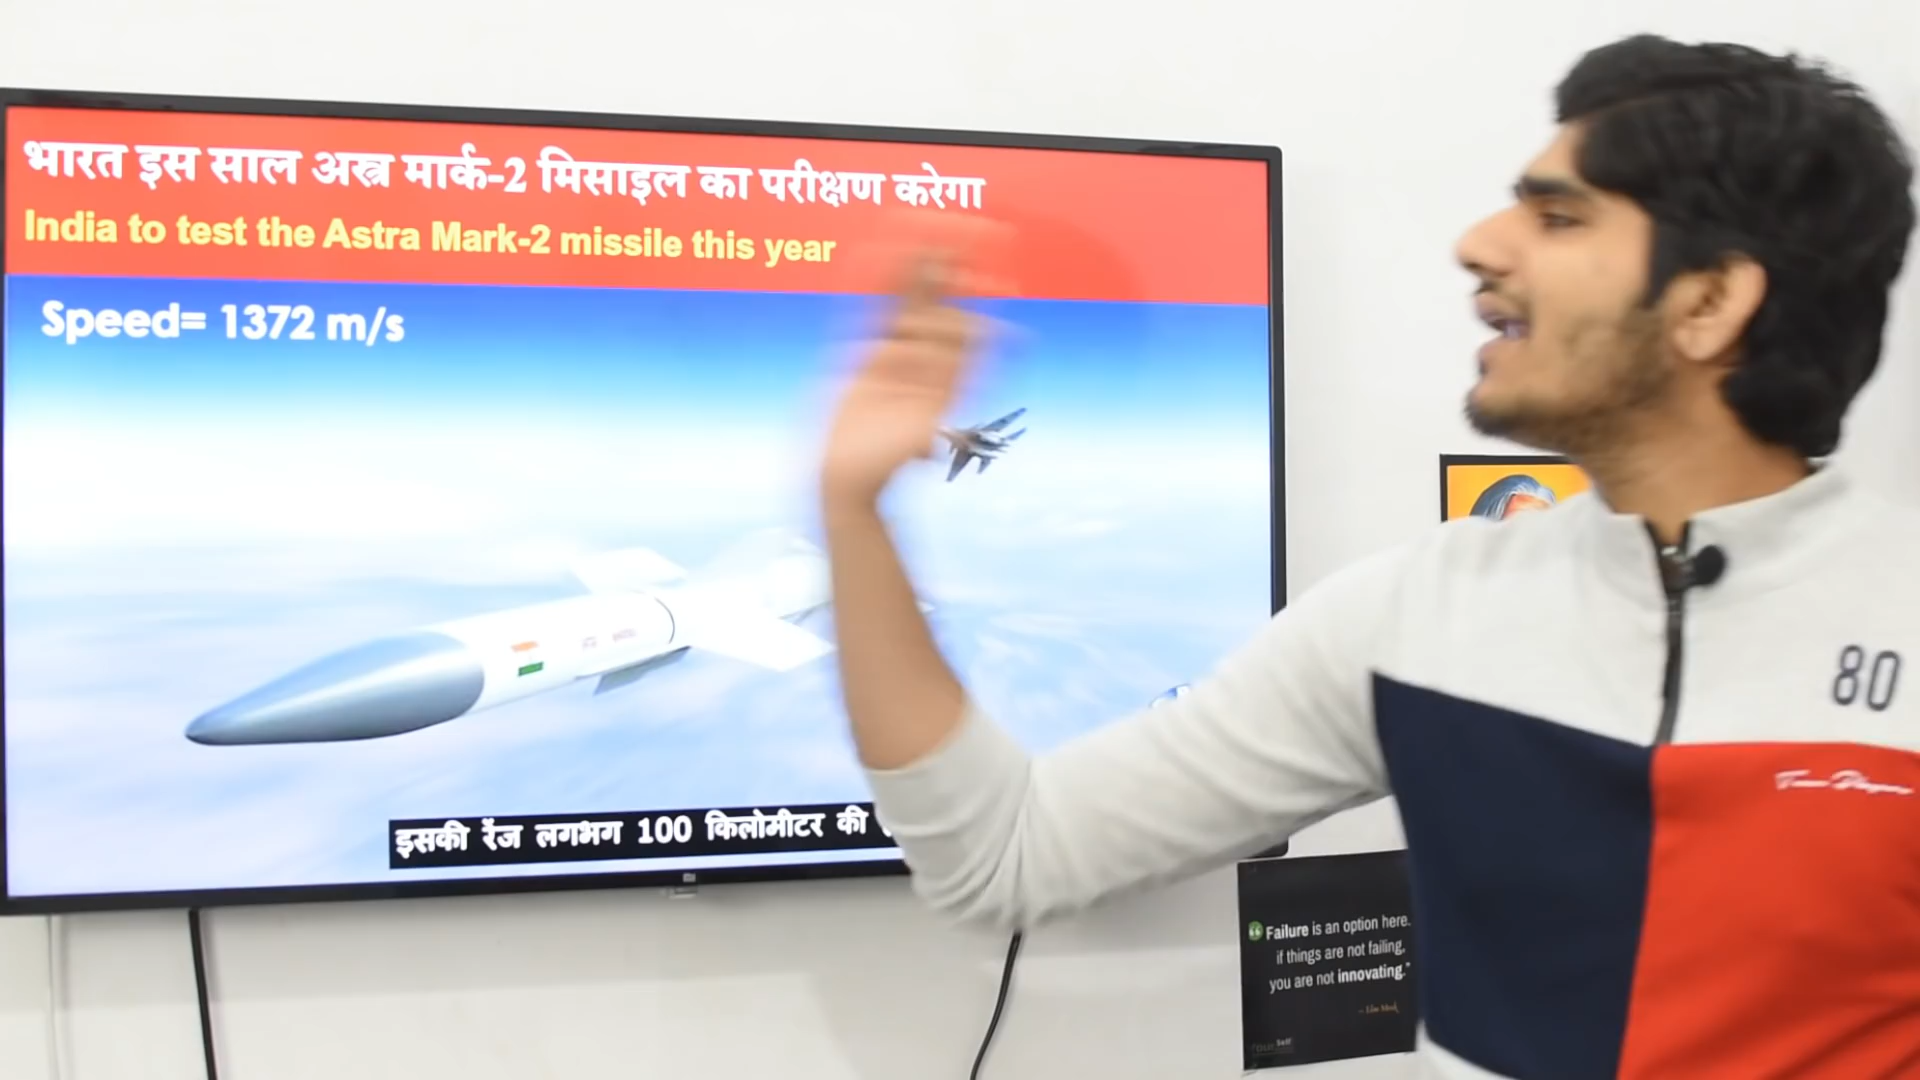 भारत इस साल अस्त्र मार्क-2 मिसाइल का परीक्षण करेगा
India to test the Astra Mark-2 missile this year
Speed= 1372 m/s
इसकी रेंज लगभग 100 किलोमीटर की
80
Failure is an option here.
if things are not failing,
you are not innovating."
- Elon Musk